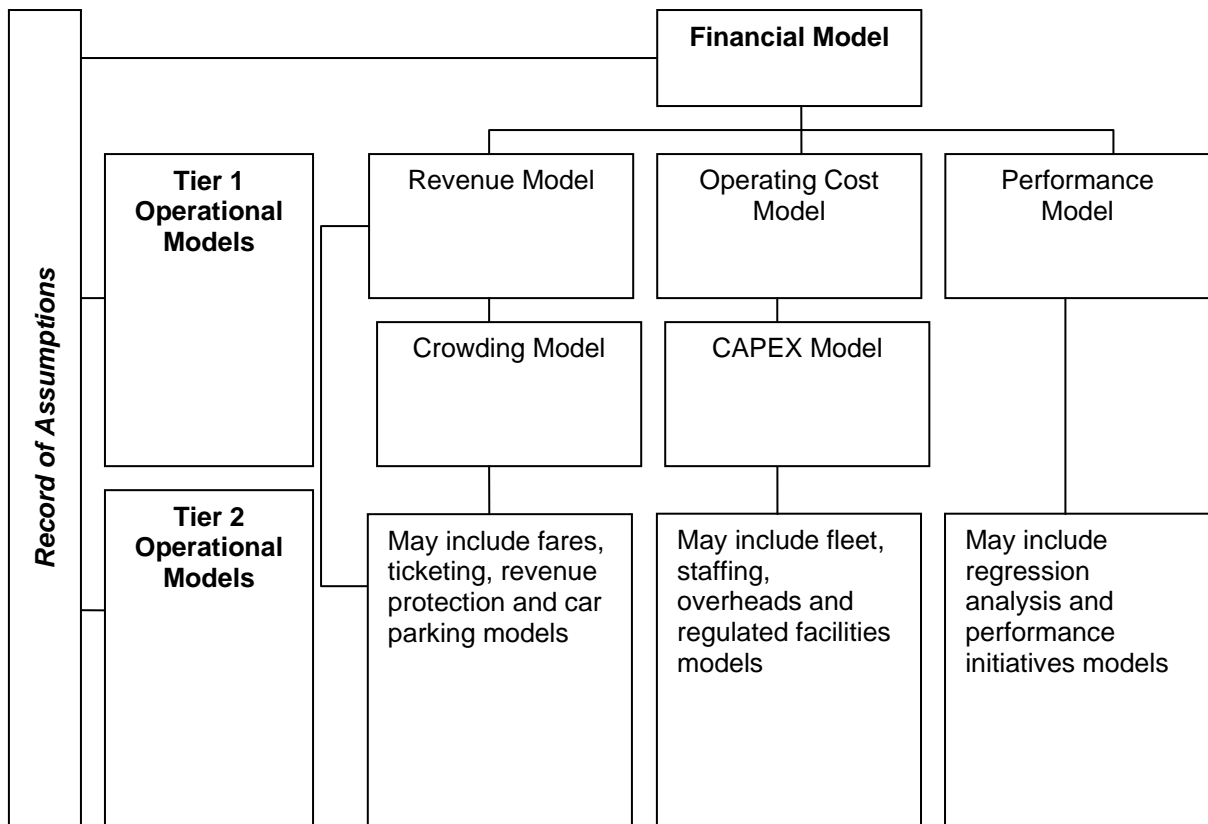 Record of Assumptions
Financial Model
Tier 1
Operational
Models
Revenue Model
Operating Cost
Model
Performance
Model
Crowding Model
CAPEX Model
Tier 2
Operational
Models
May include fares,
ticketing, revenue
protection and car
parking models
May include fleet,
staffing,
overheads and
regulated facilities
models
May include
regression
analysis and
performance
initiatives models